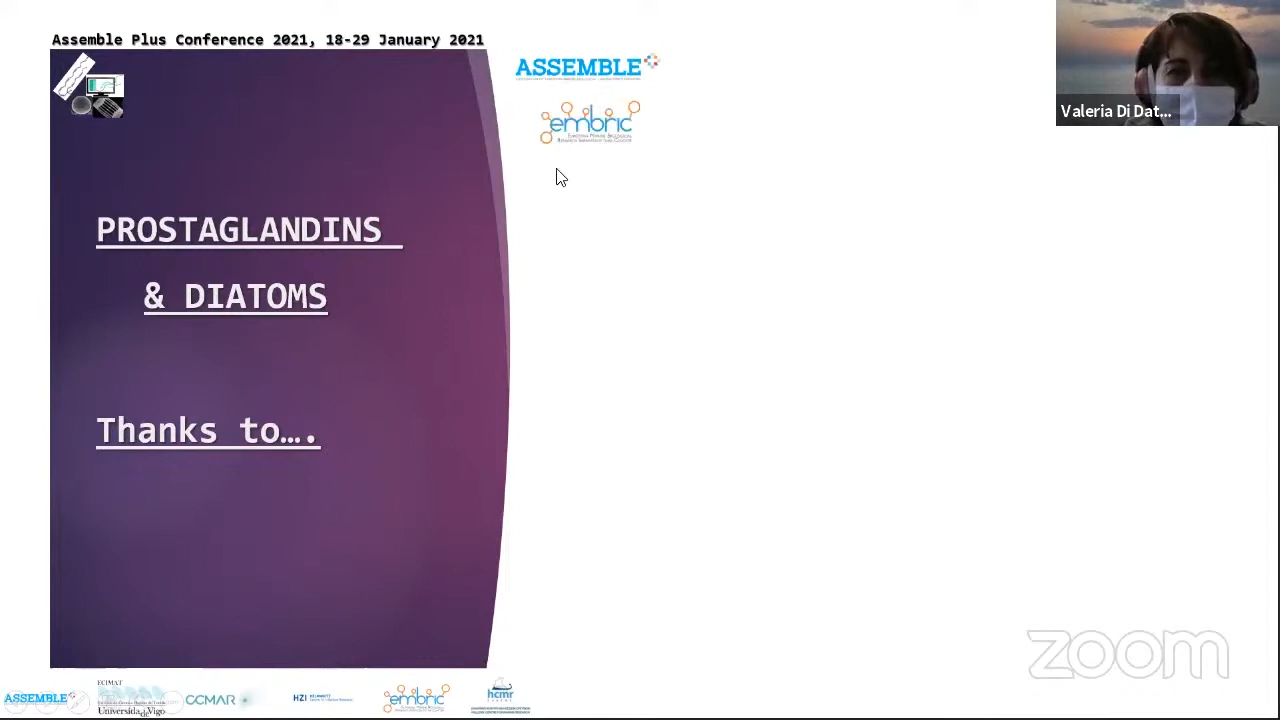 Assemble Plus Conference 2021, 18-29 January 2021
ASSEMBLE
embric
Valeria Di Dat...
PROSTAGLANDINS
& DIATOMS
Thanks to….
zoom
ASSEMBLE
ECIMAT
Universida de Vigo
CCMAR
HZI
embric
hcmr